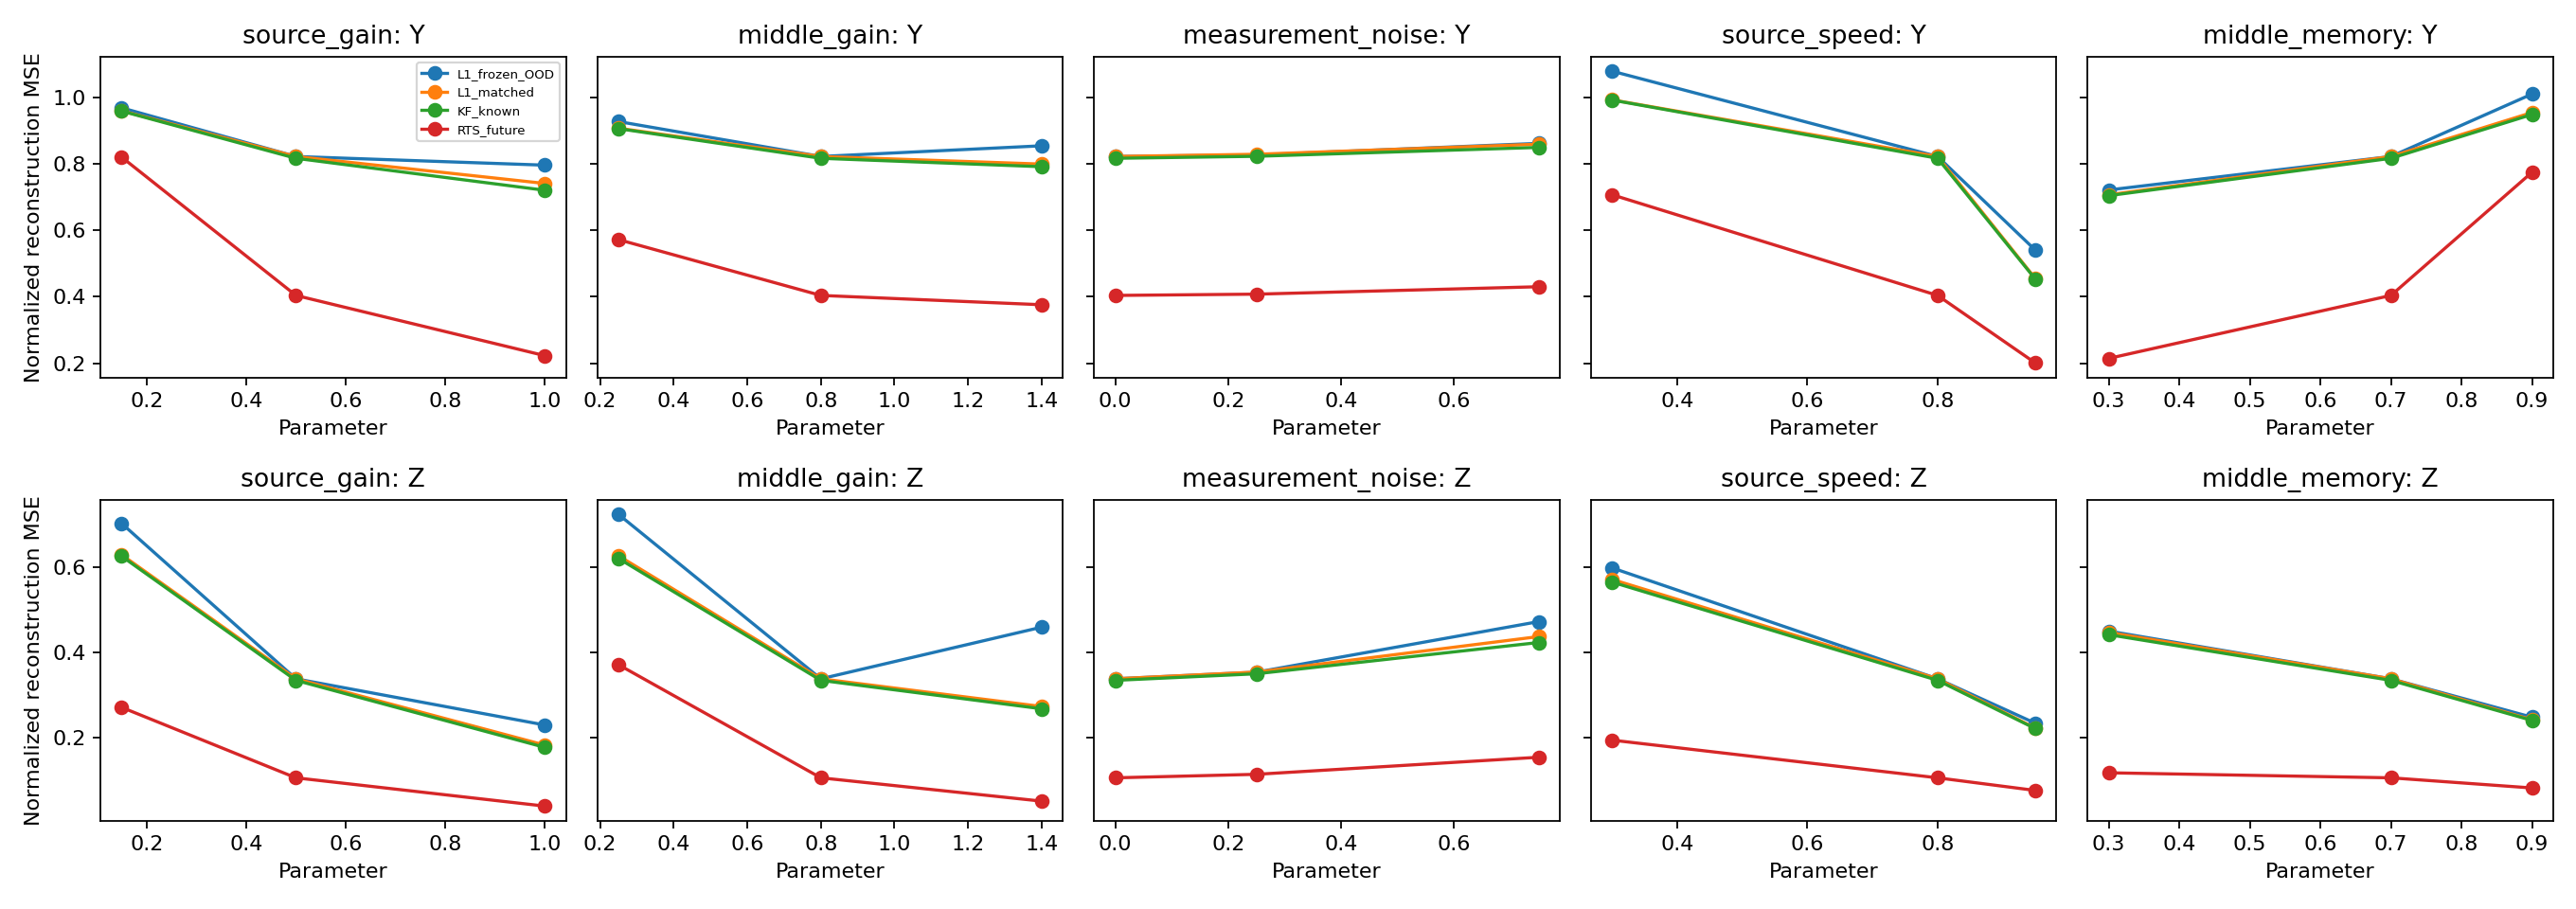 source_gain: Y
middle_gain: Y
measurement_noise: Y
source_speed: Y
middle_memory: Y
Normalized reconstruction MSE
1.0
0.8
0.6
0.4
0.2
L1_frozen_OOD
L1_matched
KF_known
RTS_future
0.2 0.4 0.6 0.8 1.0
0.2 0.4 0.6 0.8 1.0 1.2 1.4
0.0 0.2 0.4 0.6
0.4 0.6 0.8
0.3 0.4 0.5 0.6 0.7 0.8 0.9
Parameter
Parameter
Parameter
Parameter
Parameter
source_gain: Z
middle_gain: Z
measurement_noise: Z
source_speed: Z
middle_memory: Z
Normalized reconstruction MSE
0.6
0.4
0.2
0.2 0.4 0.6 0.8 1.0
0.2 0.4 0.6 0.8 1.0 1.2 1.4
0.0 0.2 0.4 0.6
0.4 0.6 0.8
0.3 0.4 0.5 0.6 0.7 0.8 0.9
Parameter
Parameter
Parameter
Parameter
Parameter